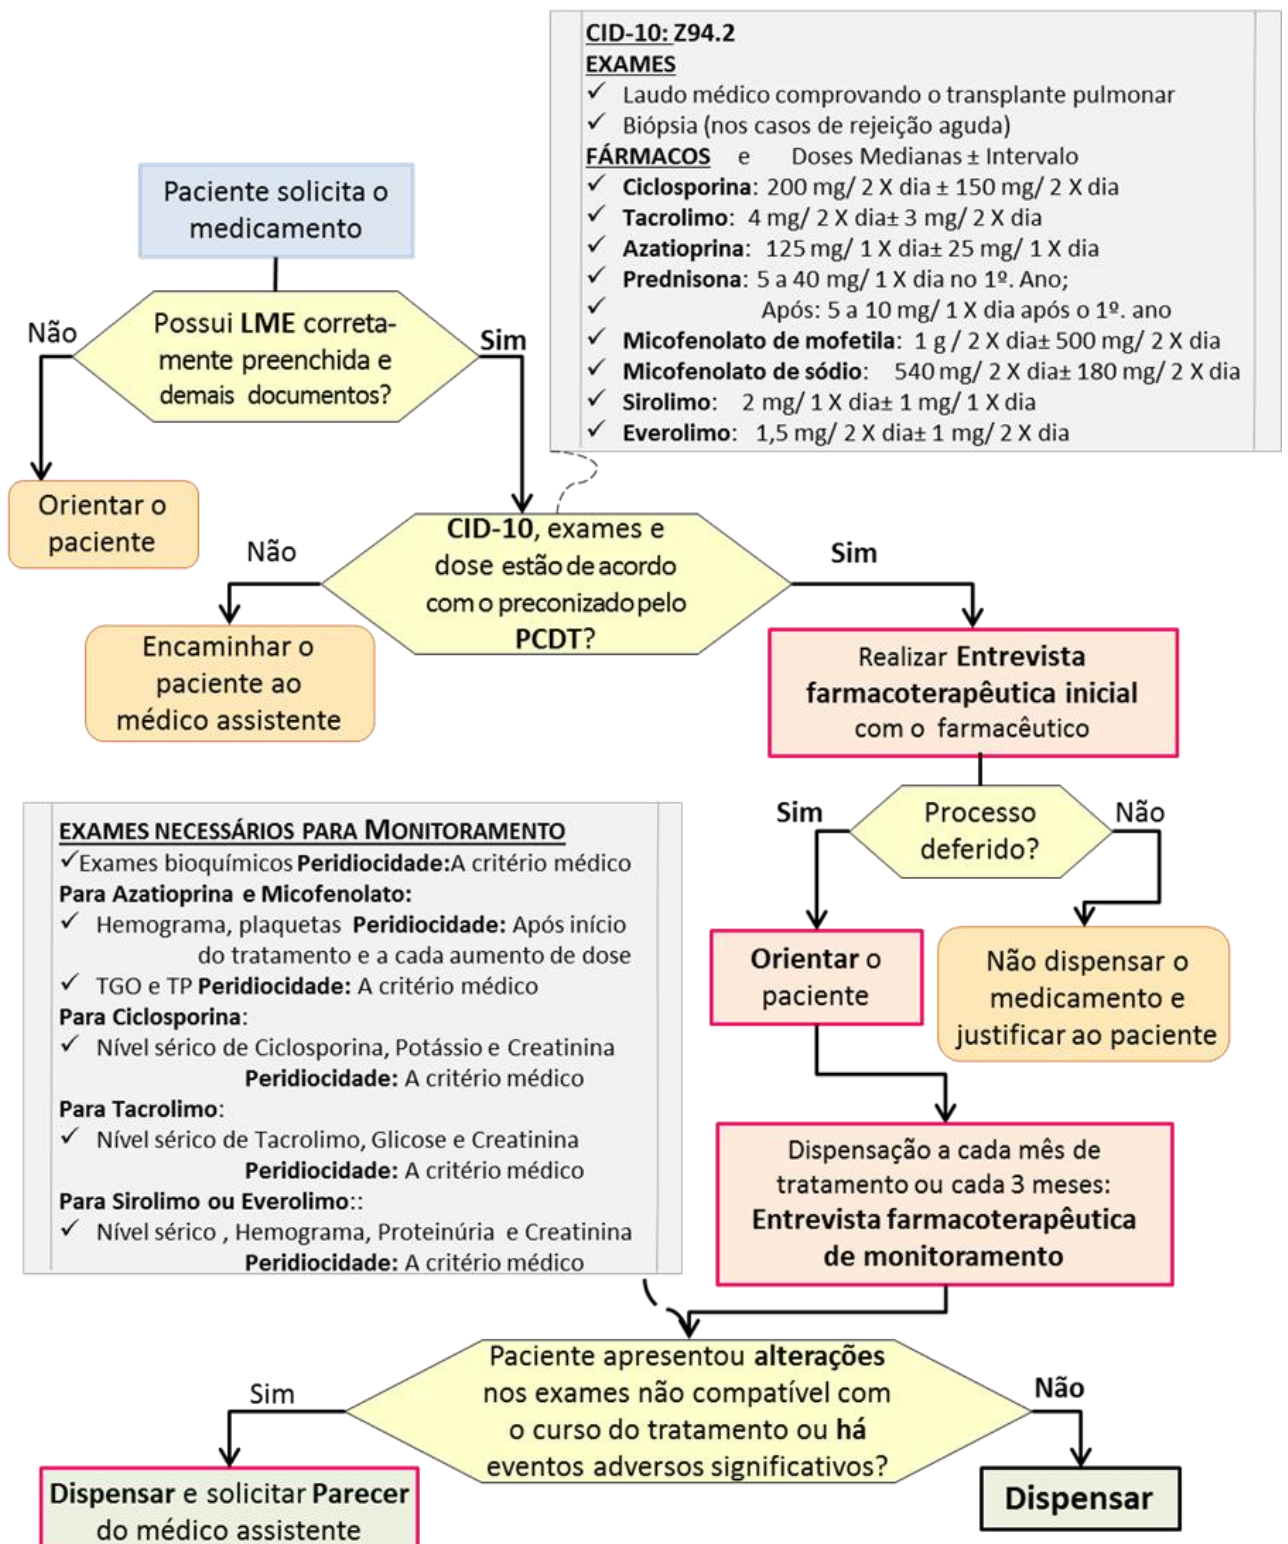 CID-10: Z94.2
EXAMES
✓ Laudo médico comprovando o transplante pulmonar
✓ Biópsia (nos casos de rejeição aguda)
FÁRMACOS e Doses Medianas ± Intervalo
✓ Ciclosporina: 200 mg/ 2 X dia ± 150 mg/ 2 X dia
✓ Tacrolimo: 4 mg/ 2 X dia± 3 mg/ 2 X dia
✓ Azatioprina: 125 mg/ 1 X dia± 25 mg/ 1 X dia
✓ Prednisona: 5 a 40 mg/ 1 X dia no 1º. Ano;
✓ Após: 5 a 10 mg/ 1 X dia após o 1º. ano
✓ Micofenolato de mofetila: 1 g / 2 X dia± 500 mg/ 2 X dia
✓ Micofenolato de sódio: 540 mg/ 2 X dia± 180 mg/ 2 X dia
✓ Sirolimo: 2 mg/ 1 X dia± 1 mg/ 1 X dia
✓ Everolimo: 1,5 mg/ 2 X dia± 1 mg/ 2 X dia
Paciente solicita o
medicamento
Não
Possui LME correta-
mente preenchida e
demais documentos?
Sim
Orientar o
paciente
Não
CID-10, exames e
dose estão de acordo
com o preconizado pelo
PCDT?
Sim
Encaminhar o
paciente ao
médico assistente
Realizar Entrevista
farmacoterapêutica inicial
com o farmacêutico
Sim
Processo
deferido?
Não
Orientar o
paciente
Não dispensar o
medicamento e
justificar ao paciente
EXAMES NECESSÁRIOS PARA MONITORAMENTO
✓Exames bioquímicos Peridiocidade:A critério médico
Para Azatioprina e Micofenolato:
✓ Hemograma, plaquetas Peridiocidade: Após início
do tratamento e a cada aumento de dose
✓ TGO e TP Peridiocidade: A critério médico
Para Ciclosporina:
✓ Nível sérico de Ciclosporina, Potássio e Creatinina
Peridiocidade: A critério médico
Para Tacrolimo:
✓ Nível sérico de Tacrolimo, Glicose e Creatinina
Peridiocidade: A critério médico
Para Sirolimo ou Everolimo::
✓ Nível sérico , Hemograma, Proteinúria e Creatinina
Peridiocidade: A critério médico
Dispensação a cada mês de
tratamento ou cada 3 meses:
Entrevista farmacoterapêutica
de monitoramento
Sim
Paciente apresentou alterações
nos exames não compatível com
o curso do tratamento ou há
eventos adversos significativos?
Não
Dispensar e solicitar Parecer
do médico assistente
Dispensar